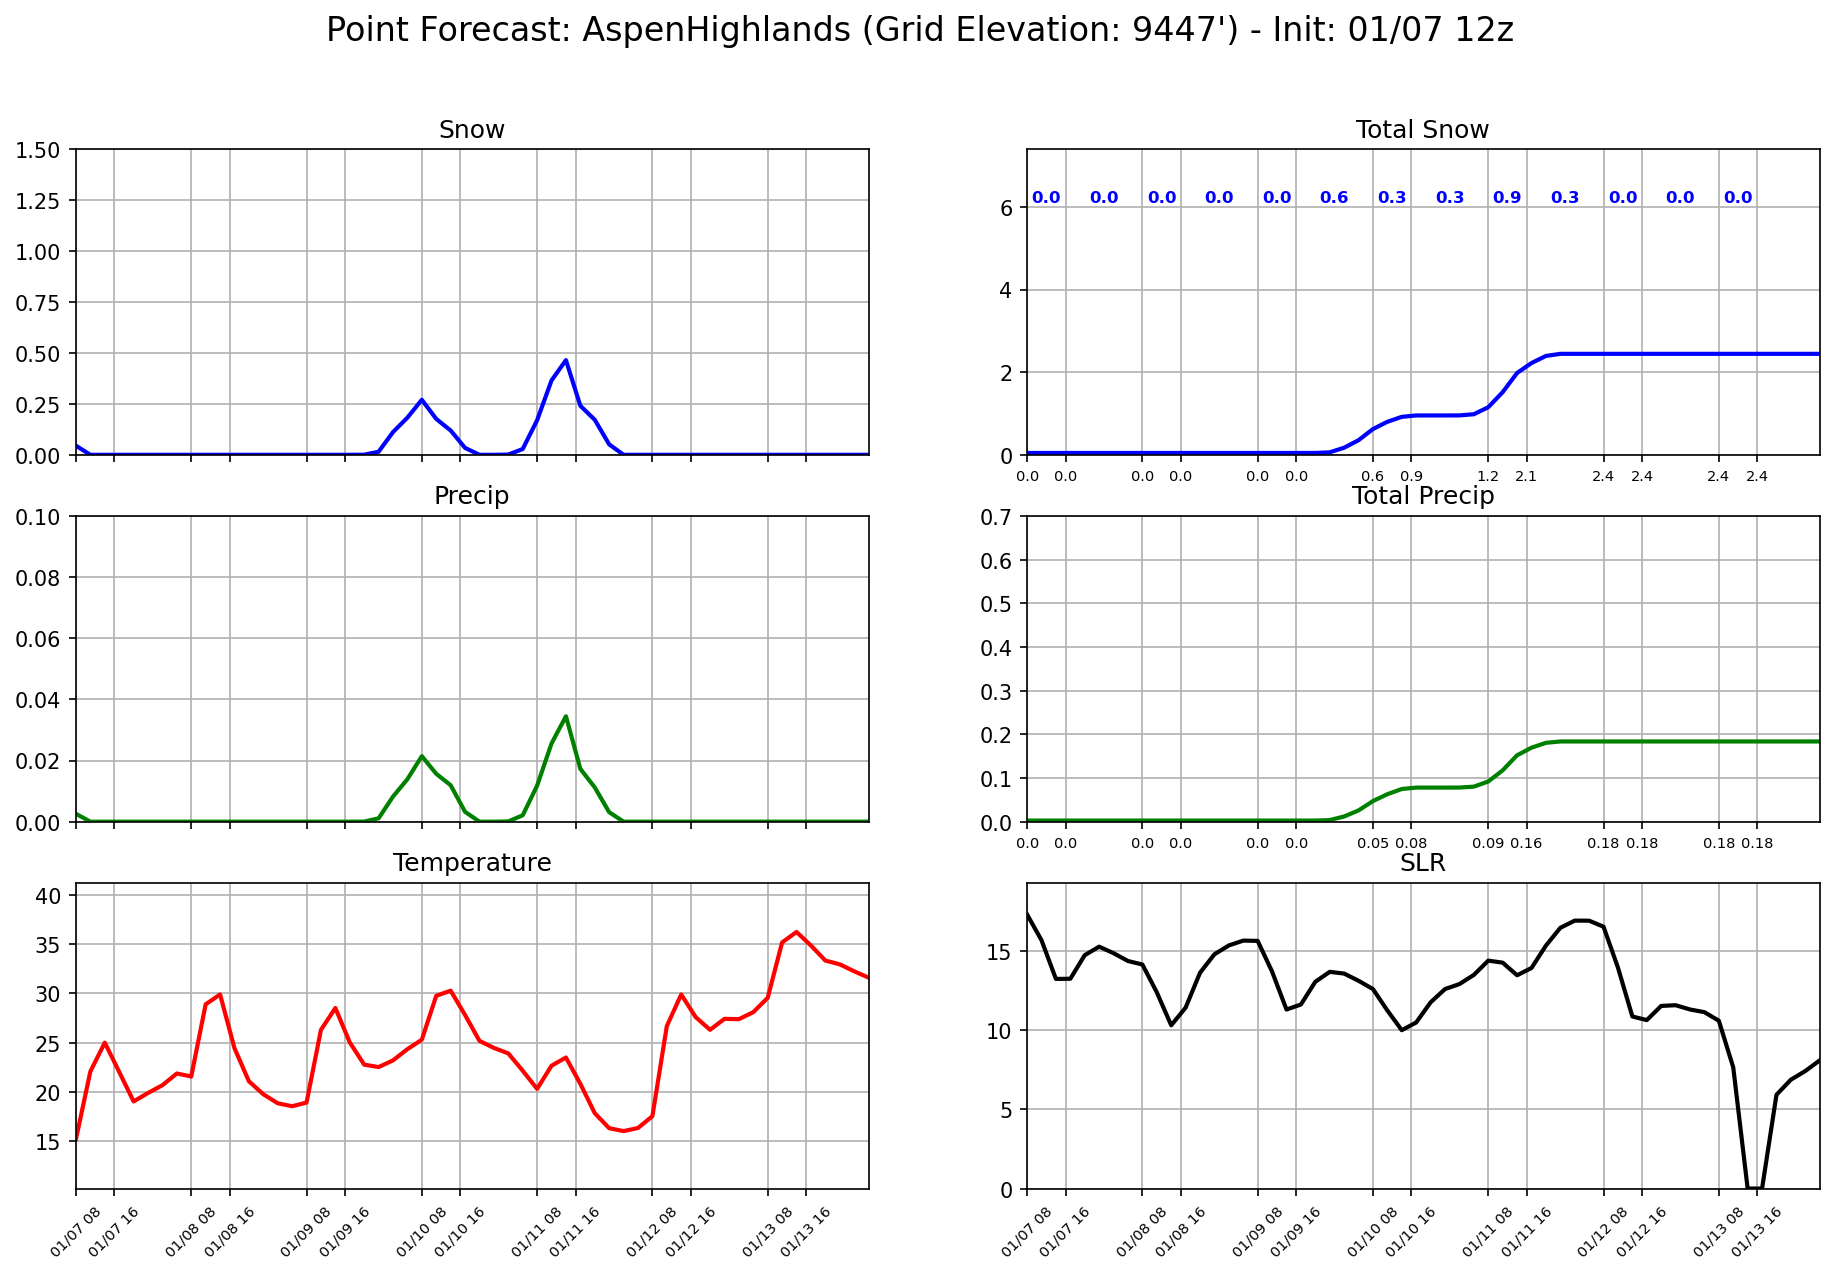 Point Forecast: AspenHighlands (Grid Elevation: 9447') - Init: 01/07 12z
Snow
1.50
1.25
1.00
0.75
0.50
0.25
0.00
Total Snow
0.0 0.0 0.0 0.0 0.0 0.6 0.3 0.3 0.9 0.3 0.0 0.0 0.0
6
4
2
0
0.0 0.0 0.0 0.0 0.0 0.0 0.6 0.9 1.2 2.1 2.4 2.4 2.4 2.4
Precip
0.10
0.08
0.06
0.04
0.02
0.00
Total Precip
0.7
0.6
0.5
0.4
0.3
0.2
0.1
0.0
0.0 0.0 0.0 0.0 0.0 0.0 0.05 0.08 0.09 0.16 0.18 0.18 0.18 0.18
Temperature
40
35
30
25
20
15
01/07 08 01/07 16 01/08 08 01/08 16 01/09 08 01/09 16 01/10 08 01/10 16 01/11 08 01/11 16 01/12 08 01/12 16 01/13 08 01/13 16
SLR
15
10
5
0
01/07 08 01/07 16 01/08 08 01/08 16 01/09 08 01/09 16 01/10 08 01/10 16 01/11 08 01/11 16 01/12 08 01/12 16 01/13 08 01/13 16